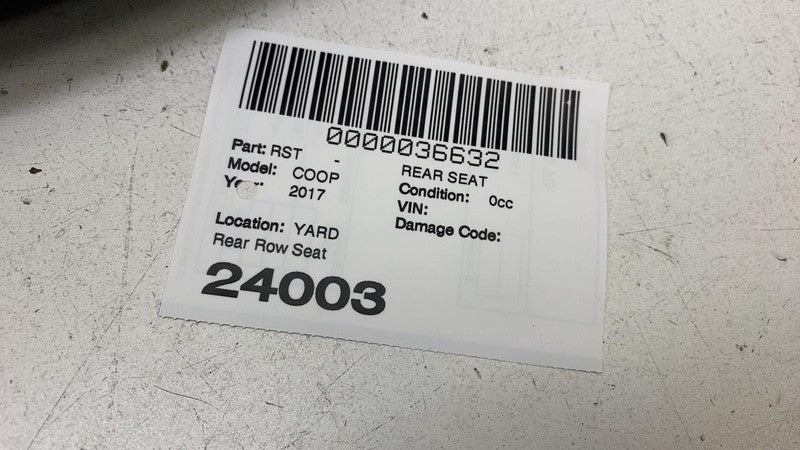 0000036632
Part: RST - REAR SEAT
Model: COOP Condition: 0cc
Year: 2017 VIN:
Damage Code:
Location: YARD
Rear Row Seat
24003